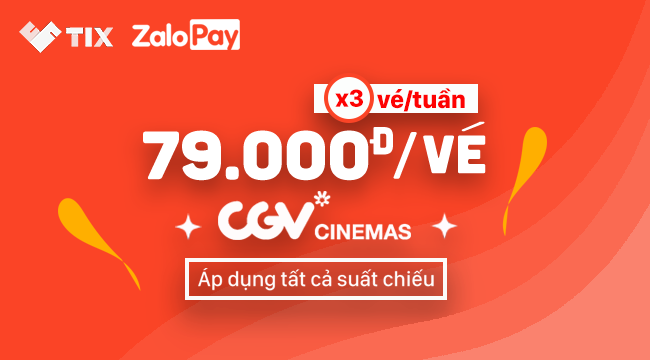 TIX ZaloPay
x3 vé/tuần
79.000Đ/VÉ
CGV*
CINEMAS
Áp dụng tất cả suất chiếu